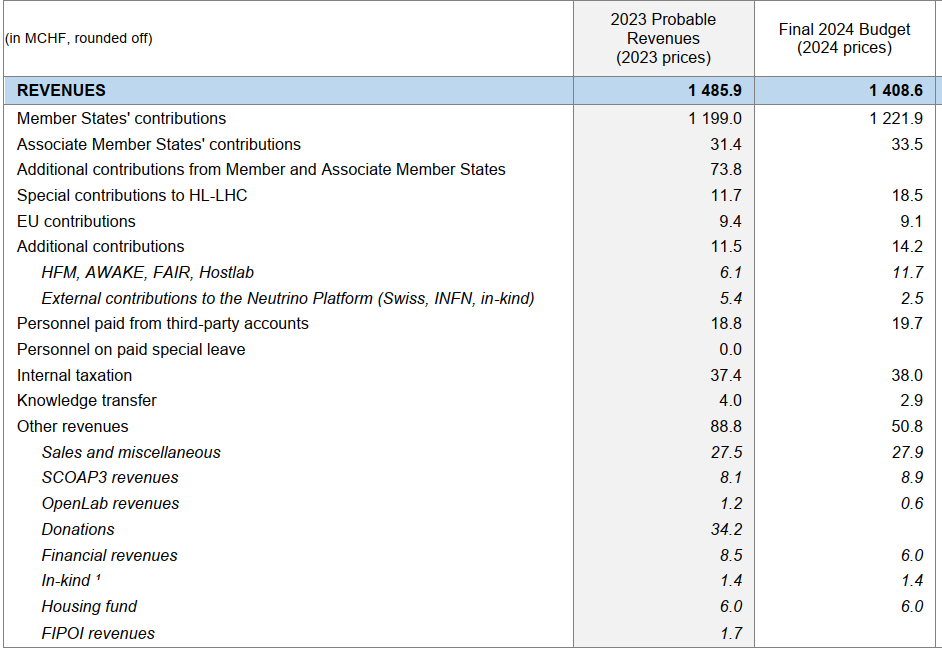 (in MCHF, rounded off) 2023 Probable Revenues (2023 prices) Final 2024 Budget (2024 prices)
REVENUES 1 485.9 1 408.6
Member States' contributions 1 199.0 1 221.9
Associate Member States' contributions 31.4 33.5
Additional contributions from Member and Associate Member States 73.8
Special contributions to HL-LHC 11.7 18.5
EU contributions 9.4 9.1
Additional contributions 11.5 14.2
HFM, AWAKE, FAIR, Hostlab 6.1 11.7
External contributions to the Neutrino Platform (Swiss, INFN, in-kind) 5.4 2.5
Personnel paid from third-party accounts 18.8 19.7
Personnel on paid special leave 0.0
Internal taxation 37.4 38.0
Knowledge transfer 4.0 2.9
Other revenues 88.8 50.8
Sales and miscellaneous 27.5 27.9
SCOAP3 revenues 8.1 8.9
OpenLab revenues 1.2 0.6
Donations 34.2
Financial revenues 8.5 6.0
In-kind ¹ 1.4 1.4
Housing fund 6.0 6.0
FIPOI revenues 1.7